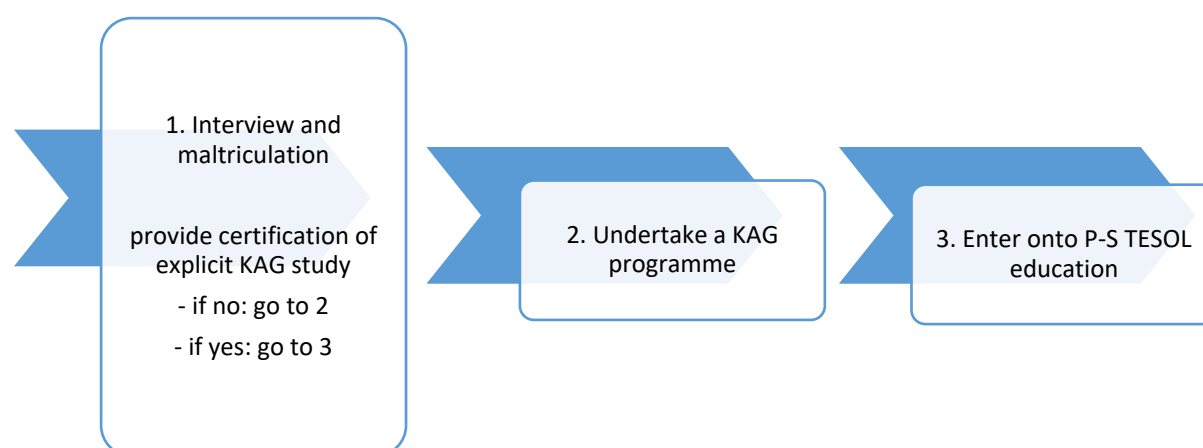 1. Interview and
maltriculation
provide certification of
explicit KAG study
- if no: go to 2
- if yes: go to 3
2. Undertake a KAG
programme
3. Enter onto P-S TESOL
education